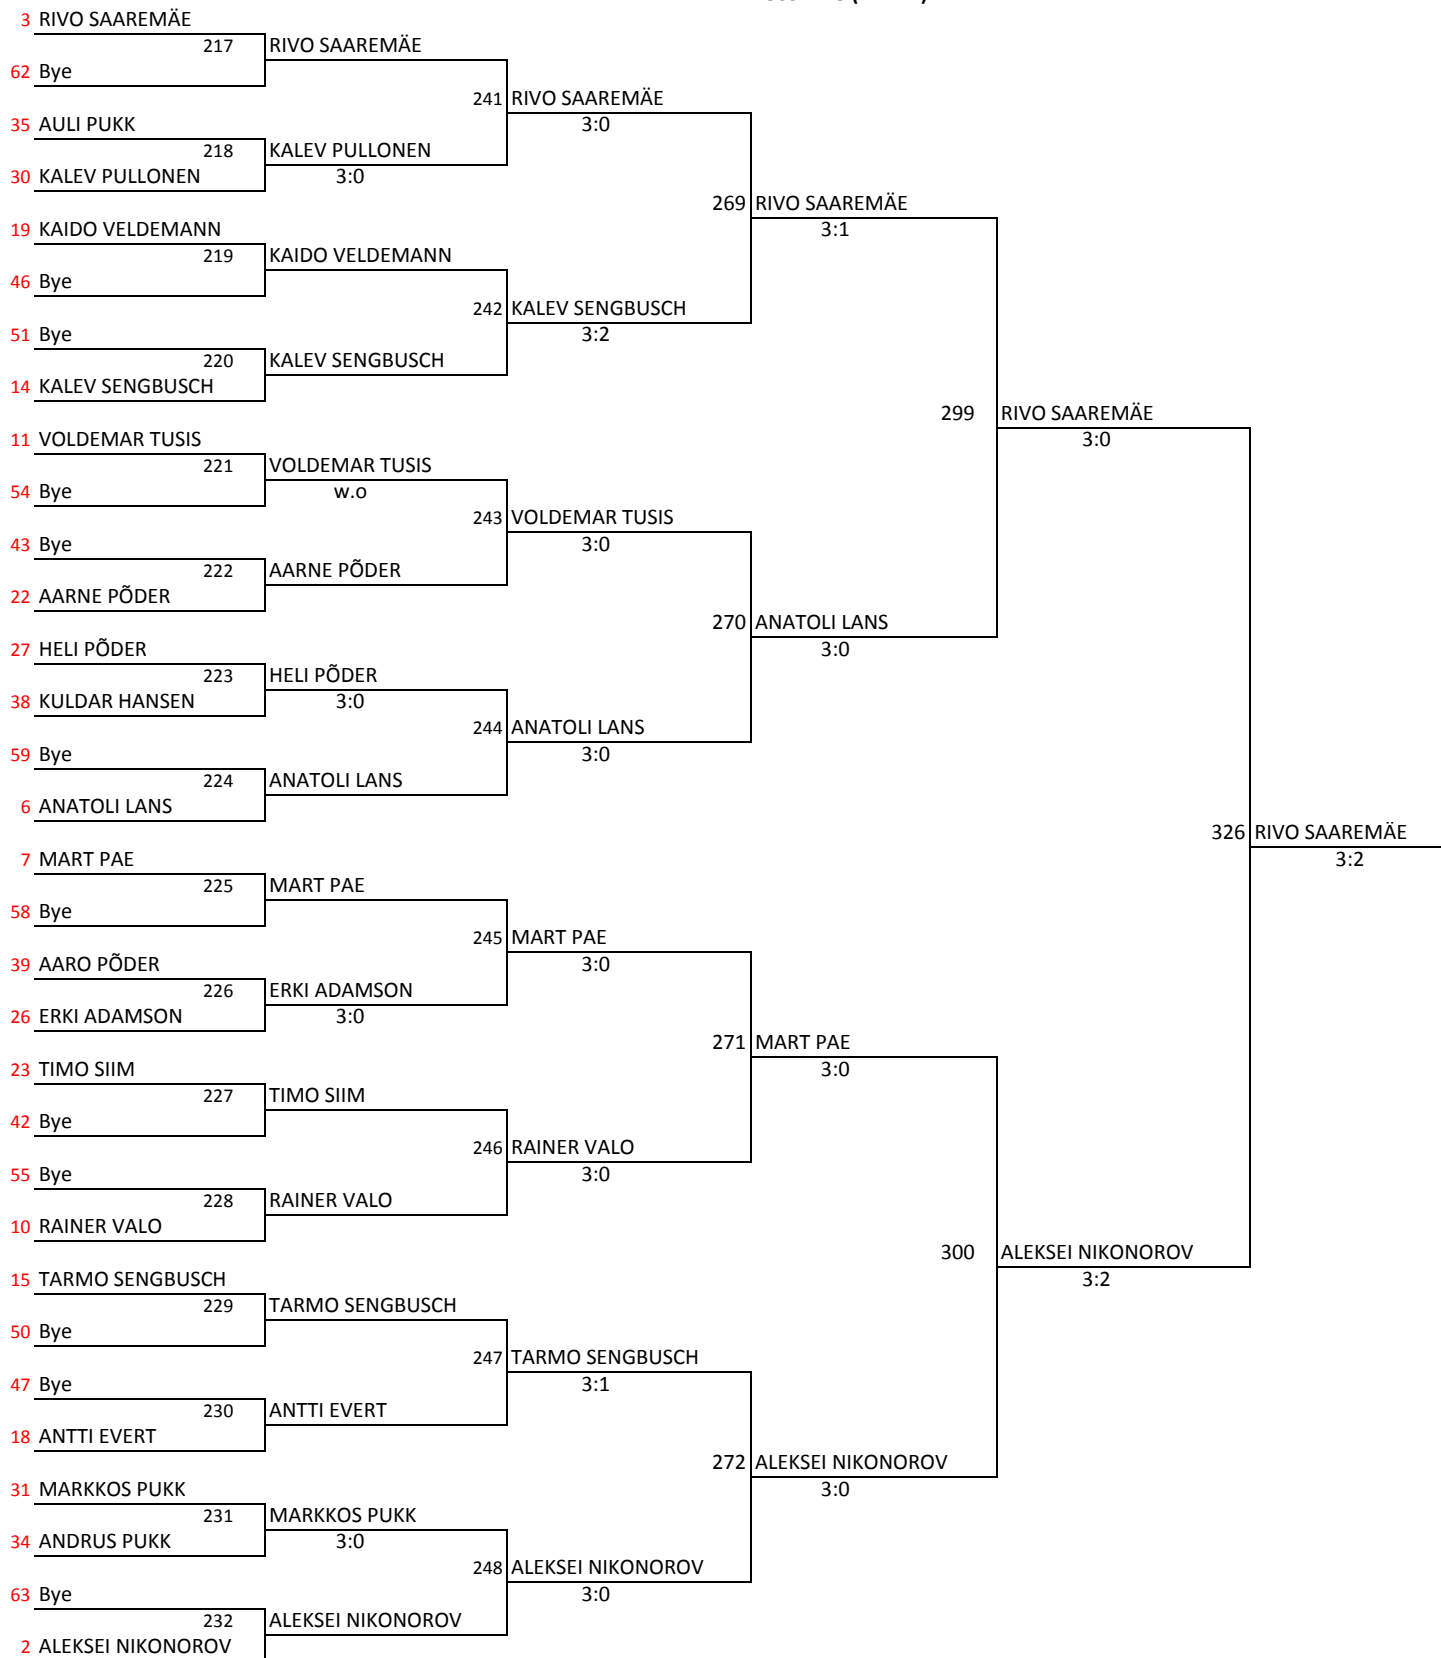 3 RIVO SAAREMÄE
217 RIVO SAAREMÄE
62 Bye
241 RIVO SAAREMÄE
35 AULI PUKK 3:0
218 KALEV PULLONEN
30 KALEV PULLONEN 3:0
269 RIVO SAAREMÄE
19 KAIDO VELDEMANN 3:1
219 KAIDO VELDEMANN
46 Bye
242 KALEV SENGBUSCH
51 Bye 3:2
220 KALEV SENGBUSCH
14 KALEV SENGBUSCH
299 RIVO SAAREMÄE
11 VOLDEMAR TUSIS 3:0
221 VOLDEMAR TUSIS
54 Bye w.o
243 VOLDEMAR TUSIS
43 Bye 3:0
222 AARNE PÕDER
22 AARNE PÕDER
270 ANATOLI LANS
27 HELI PÕDER 3:0
223 HELI PÕDER
38 KULDAR HANSEN 3:0
244 ANATOLI LANS
59 Bye 3:0
224 ANATOLI LANS
6 ANATOLI LANS
326 RIVO SAAREMÄE
7 MART PAE 3:2
225 MART PAE
58 Bye
245 MART PAE
39 AARO PÕDER 3:0
226 ERKI ADAMSON
26 ERKI ADAMSON 3:0
271 MART PAE
23 TIMO SIIM 3:0
227 TIMO SIIM
42 Bye
246 RAINER VALO
55 Bye 3:0
228 RAINER VALO
10 RAINER VALO
300 ALEKSEI NIKONOROV
15 TARMO SENGBUSCH 3:2
229 TARMO SENGBUSCH
50 Bye
247 TARMO SENGBUSCH
47 Bye 3:1
230 ANTTI EVERT
18 ANTTI EVERT
272 ALEKSEI NIKONOROV
31 MARKKOS PUKK 3:0
231 MARKKOS PUKK
34 ANDRUS PUKK 3:0
248 ALEKSEI NIKONOROV
63 Bye 3:0
232 ALEKSEI NIKONOROV
2 ALEKSEI NIKONOROV